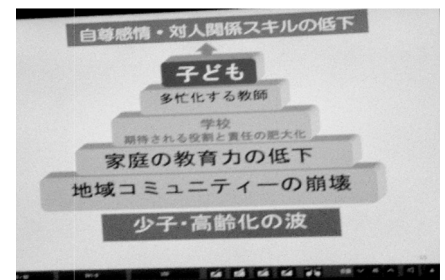 自尊感情・対人関係スキルの低下
子ども
多忙化する教師
学校
期待される役割と責任の肥大化
家庭の教育力の低下
地域コミュニティーの崩壊
少子・高齢化の波